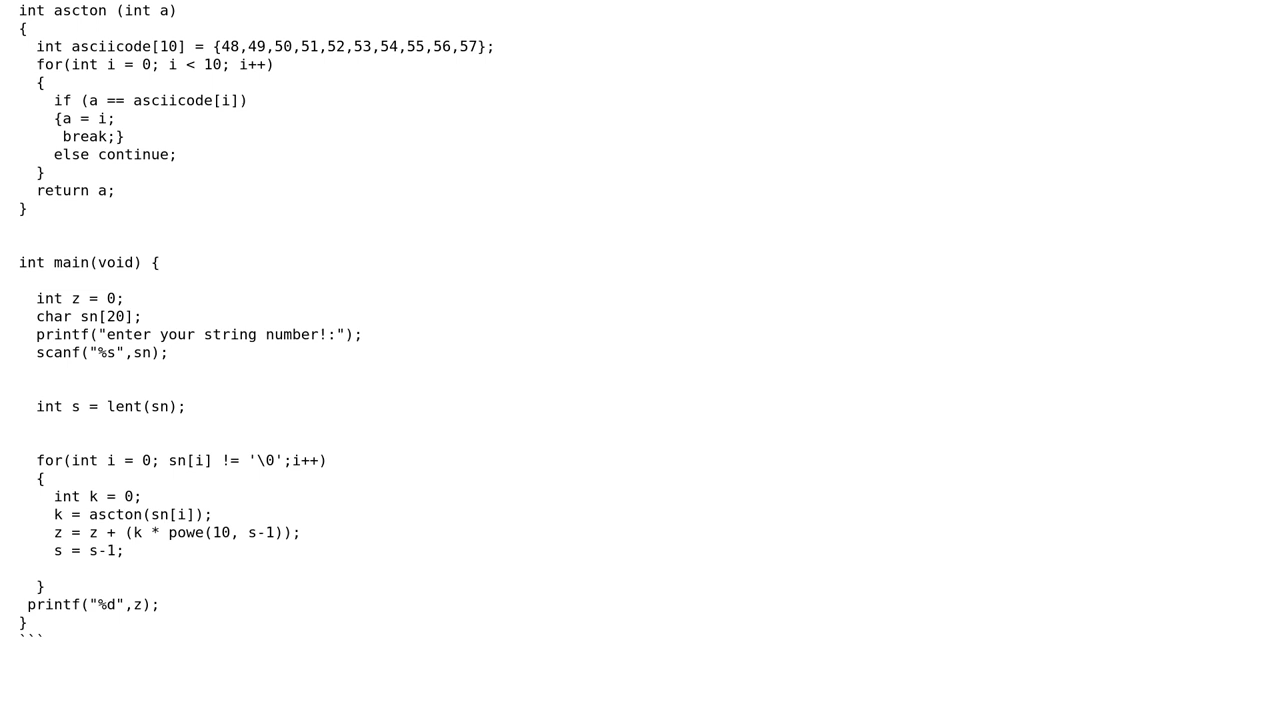 int ascton (int a)
{
  int asciicode[10] = {48,49,50,51,52,53,54,55,56,57};
  for(int i = 0; i < 10; i++)
  {
    if (a == asciicode[i])
    {a = i;
     break;}
    else continue;
  }
  return a;
}
int main(void) {
  int z = 0;
  char sn[20];
  printf("enter your string number!:");
  scanf("%s",sn);
  int s = lent(sn);
  for(int i = 0; sn[i] != '\0';i++)
  {
    int k = 0;
    k = ascton(sn[i]);
    z = z + (k * powe(10, s-1));
    s = s-1;
  }
 printf("%d",z);
}
```